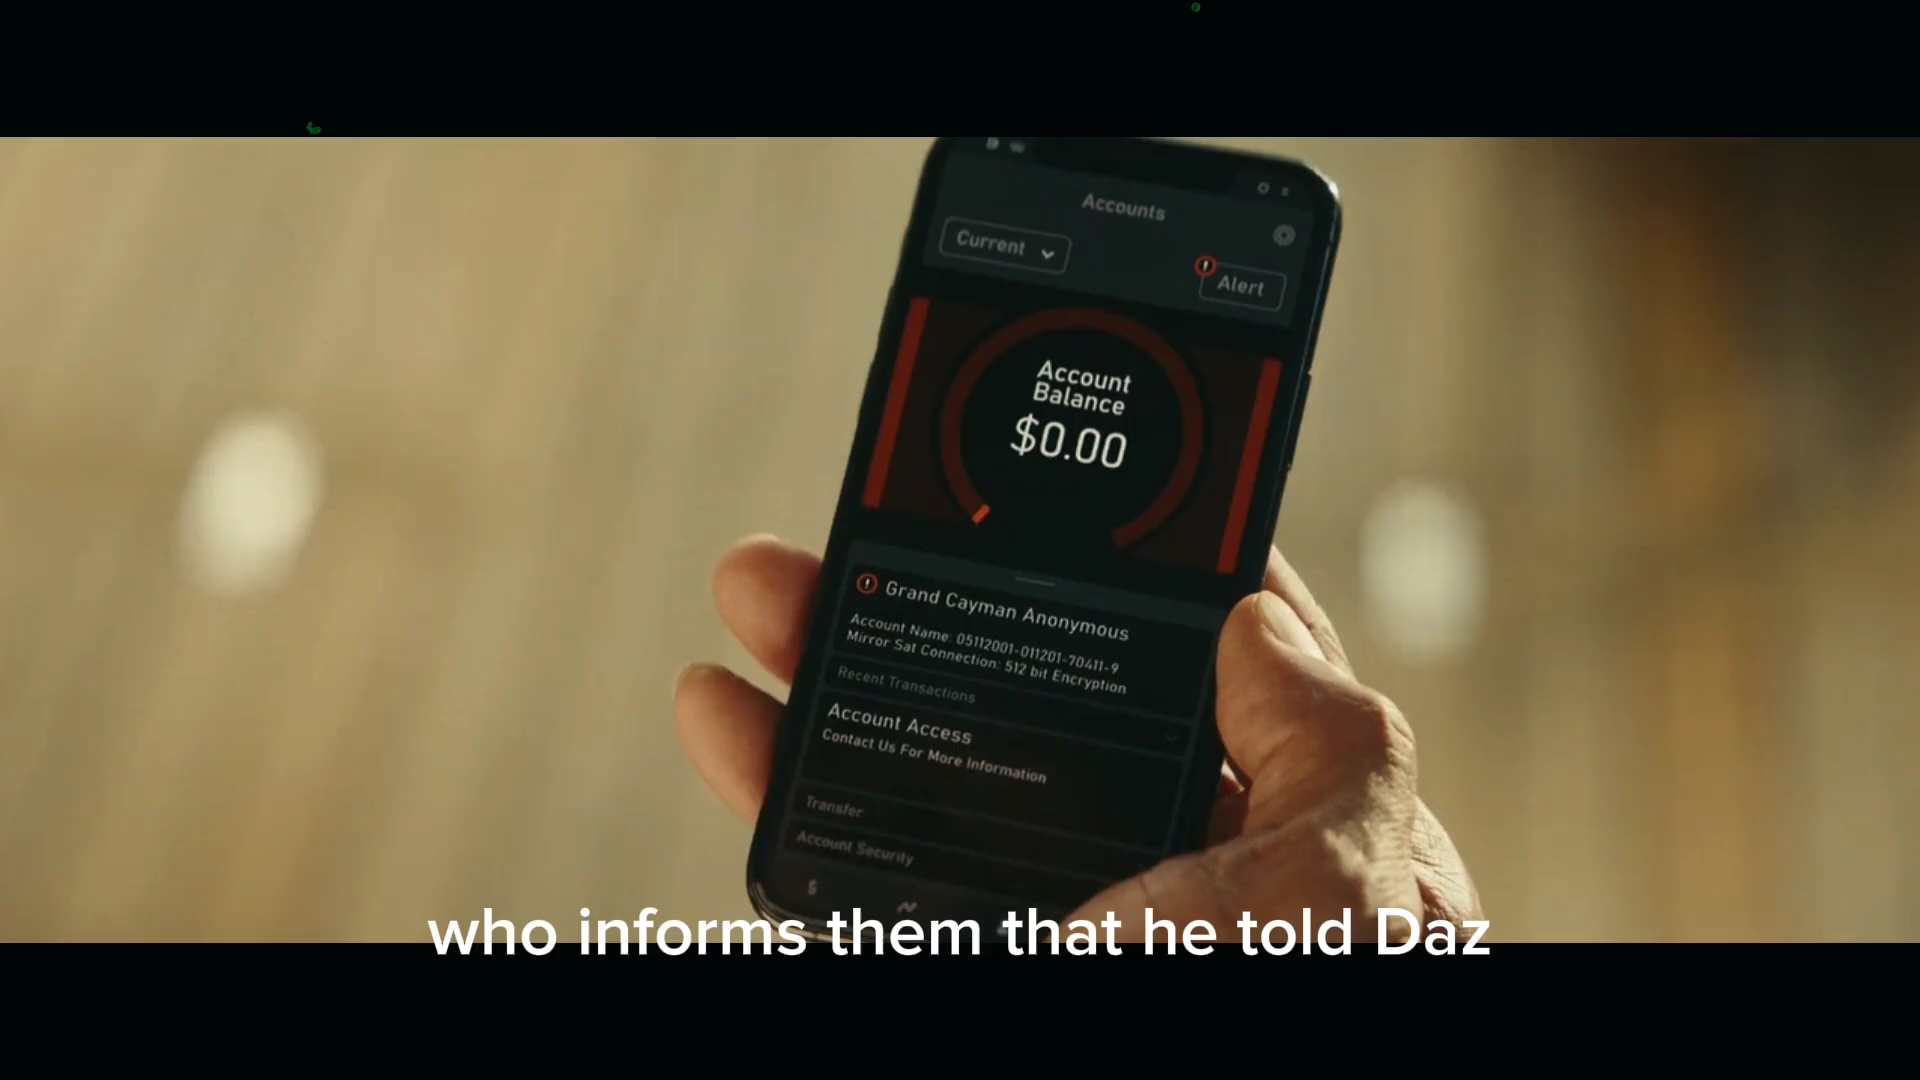 Accounts
Current
Alert
Account
Balance
$0.00
Grand Cayman Anonymous
Account Name: 05112001-011201-70411-9
Mirror Sat Connection: 512 bit Encryption
Recent Transactions
Account Access
Contact Us For More Information
Transfer
Account Security
$
who informs them that he told Daz